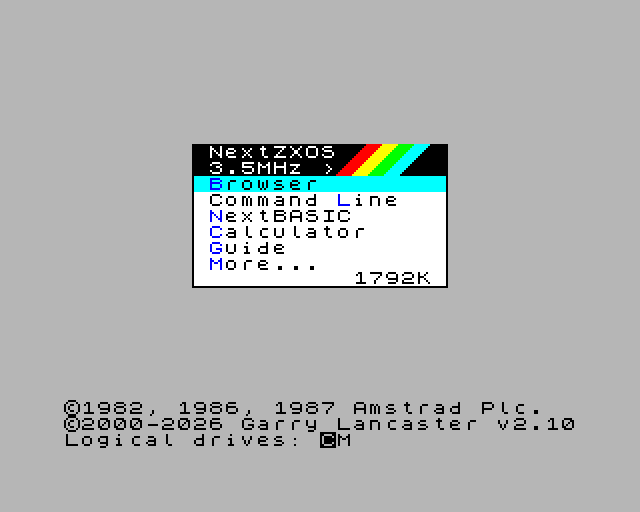 NextZXOS
3.5MHz >
Browser
Command Line
NextBASIC
Calculator
Guide
More...
1792K
©1982, 1986, 1987 Amstrad Plc.
©2000-2026 Garry Lancaster v2.10
Logical drives: CM